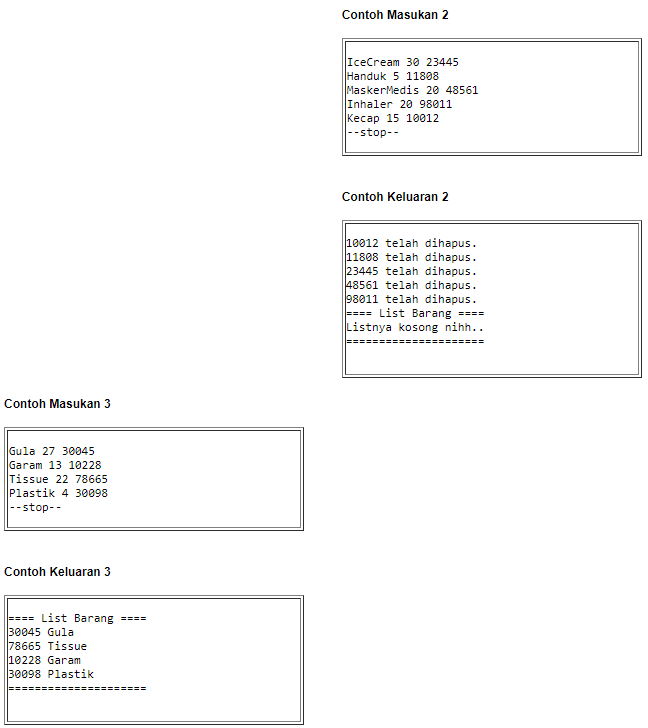 Contoh Masukan 2
IceCream 30 23445
Handuk 5 11808
MaskerMedis 20 48561
Inhaler 20 98011
Kecap 15 10012
--stop--
Contoh Keluaran 2
10012 telah dihapus.
11808 telah dihapus.
23445 telah dihapus.
48561 telah dihapus.
98011 telah dihapus.
==== List Barang ====
Listnya kosong nihh..
=====================
Contoh Masukan 3
Gula 27 30045
Garam 13 10228
Tissue 22 78665
Plastik 4 30098
--stop--
Contoh Keluaran 3
==== List Barang ====
30045 Gula
78665 Tissue
10228 Garam
30098 Plastik
=====================